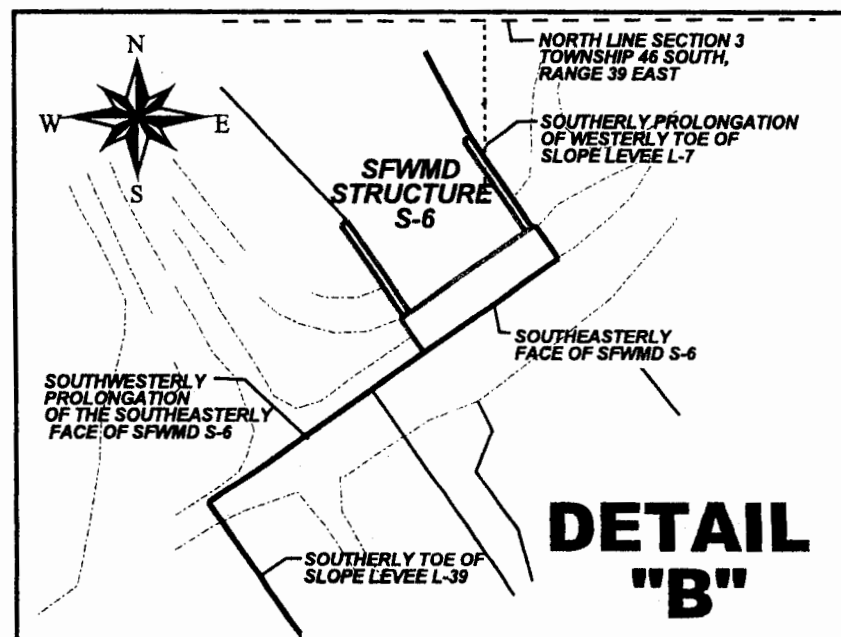 NORTH LINE SECTION 3
TOWNSHIP 46 SOUTH,
RANGE 39 EAST
N
W
E
S
SOUTHERLY PROLONGATION
OF WESTERLY TOE OF
SLOPE LEVEE L-7
SFWMD
STRUCTURE
S-6
SOUTHEASTERLY
FACE OF SFWMD S-6
SOUTHWESTERLY
PROLONGATION
OF THE SOUTHEASTERLY
FACE OF SFWMD S-6
SOUTHERLY TOE OF
SLOPE LEVEE L-39
DETAIL
"B"